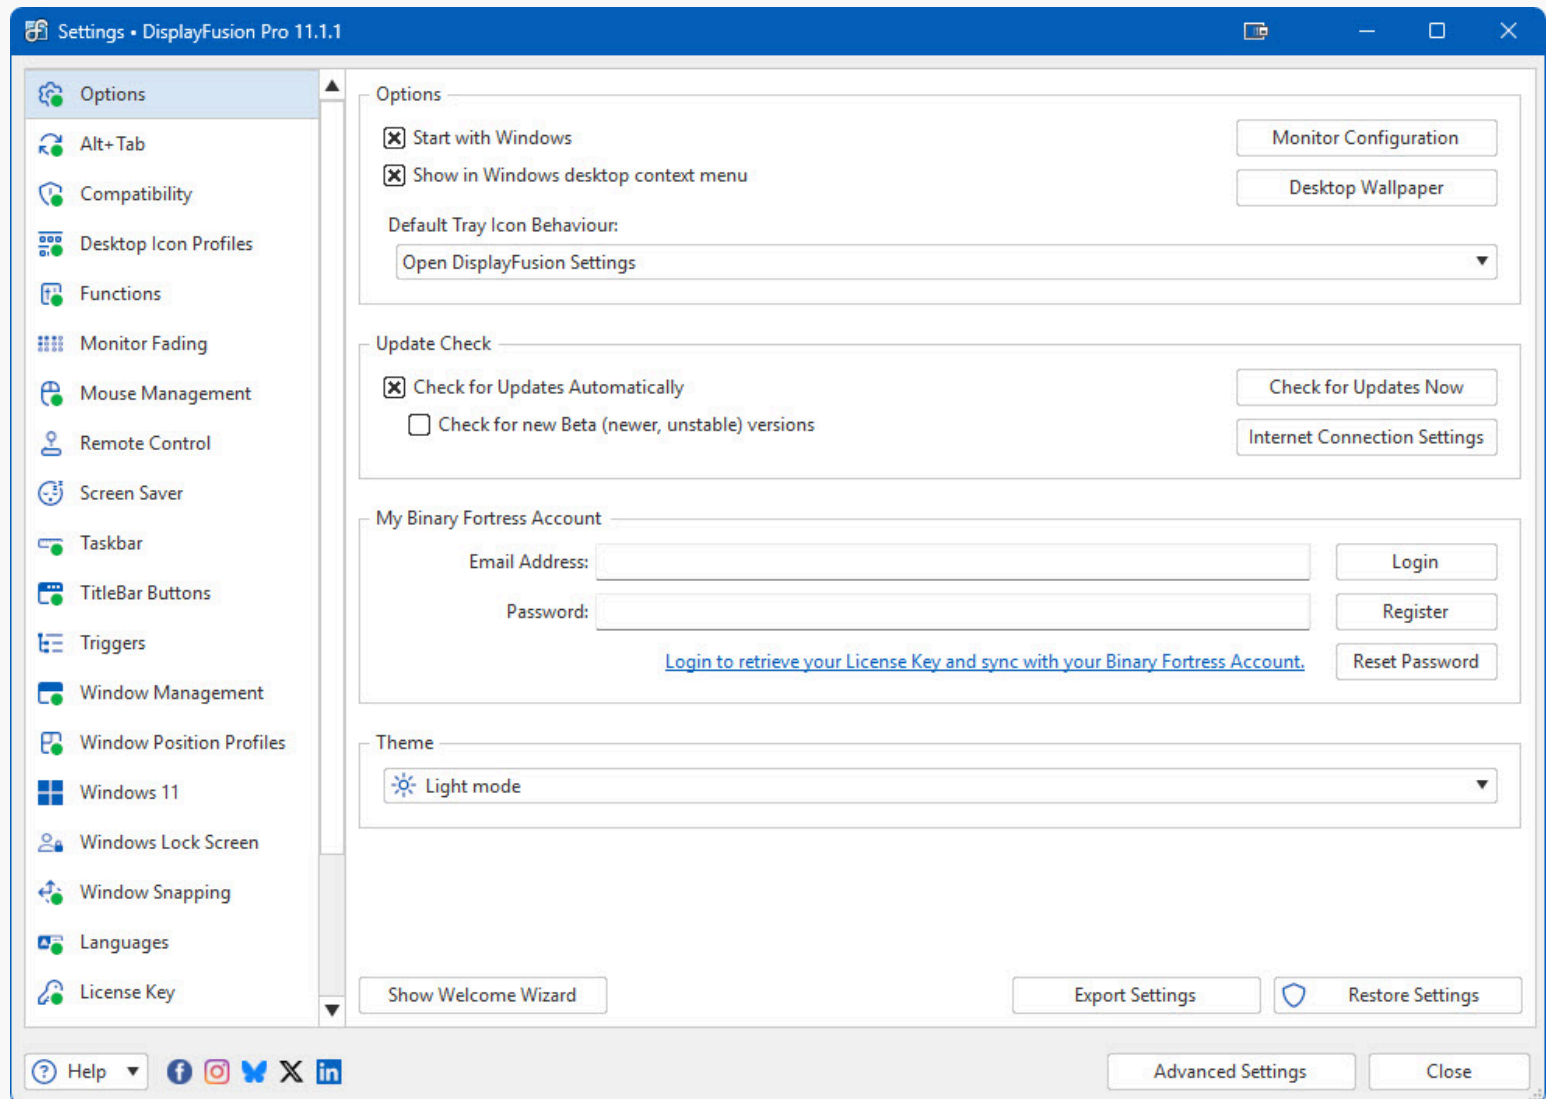 Settings • DisplayFusion Pro 11.1.1
Options
Alt+Tab
Compatibility
Desktop Icon Profiles
Functions
Monitor Fading
Mouse Management
Remote Control
Screen Saver
Taskbar
TitleBar Buttons
Triggers
Window Management
Window Position Profiles
Windows 11
Windows Lock Screen
Window Snapping
Languages
License Key
Options
Start with Windows
Monitor Configuration
Show in Windows desktop context menu
Desktop Wallpaper
Default Tray Icon Behaviour:
Open DisplayFusion Settings
Update Check
Check for Updates Automatically
Check for Updates Now
Check for new Beta (newer, unstable) versions
Internet Connection Settings
My Binary Fortress Account
Email Address:
Login
Password:
Register
Login to retrieve your License Key and sync with your Binary Fortress Account.
Reset Password
Theme
Light mode
Show Welcome Wizard
Export Settings
Restore Settings
Help
Advanced Settings
Close